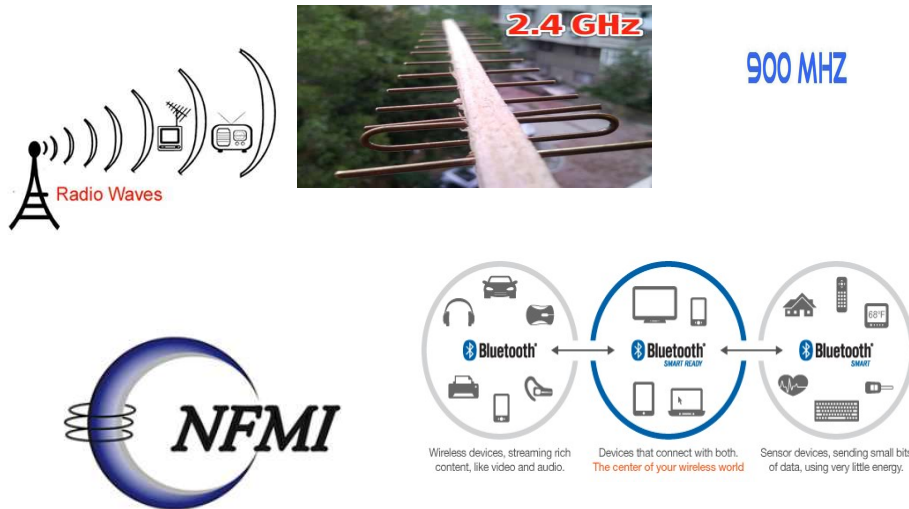 2.4 GHz
900 MHZ
Radio Waves
NFMI
68°F
Bluetooth
Bluetooth
SMART READY
Bluetooth
SMART
Wireless devices, streaming rich
content, like video and audio.
Devices that connect with both.
The center of your wireless world
Sensor devices, sending small bits
of data, using very little energy.